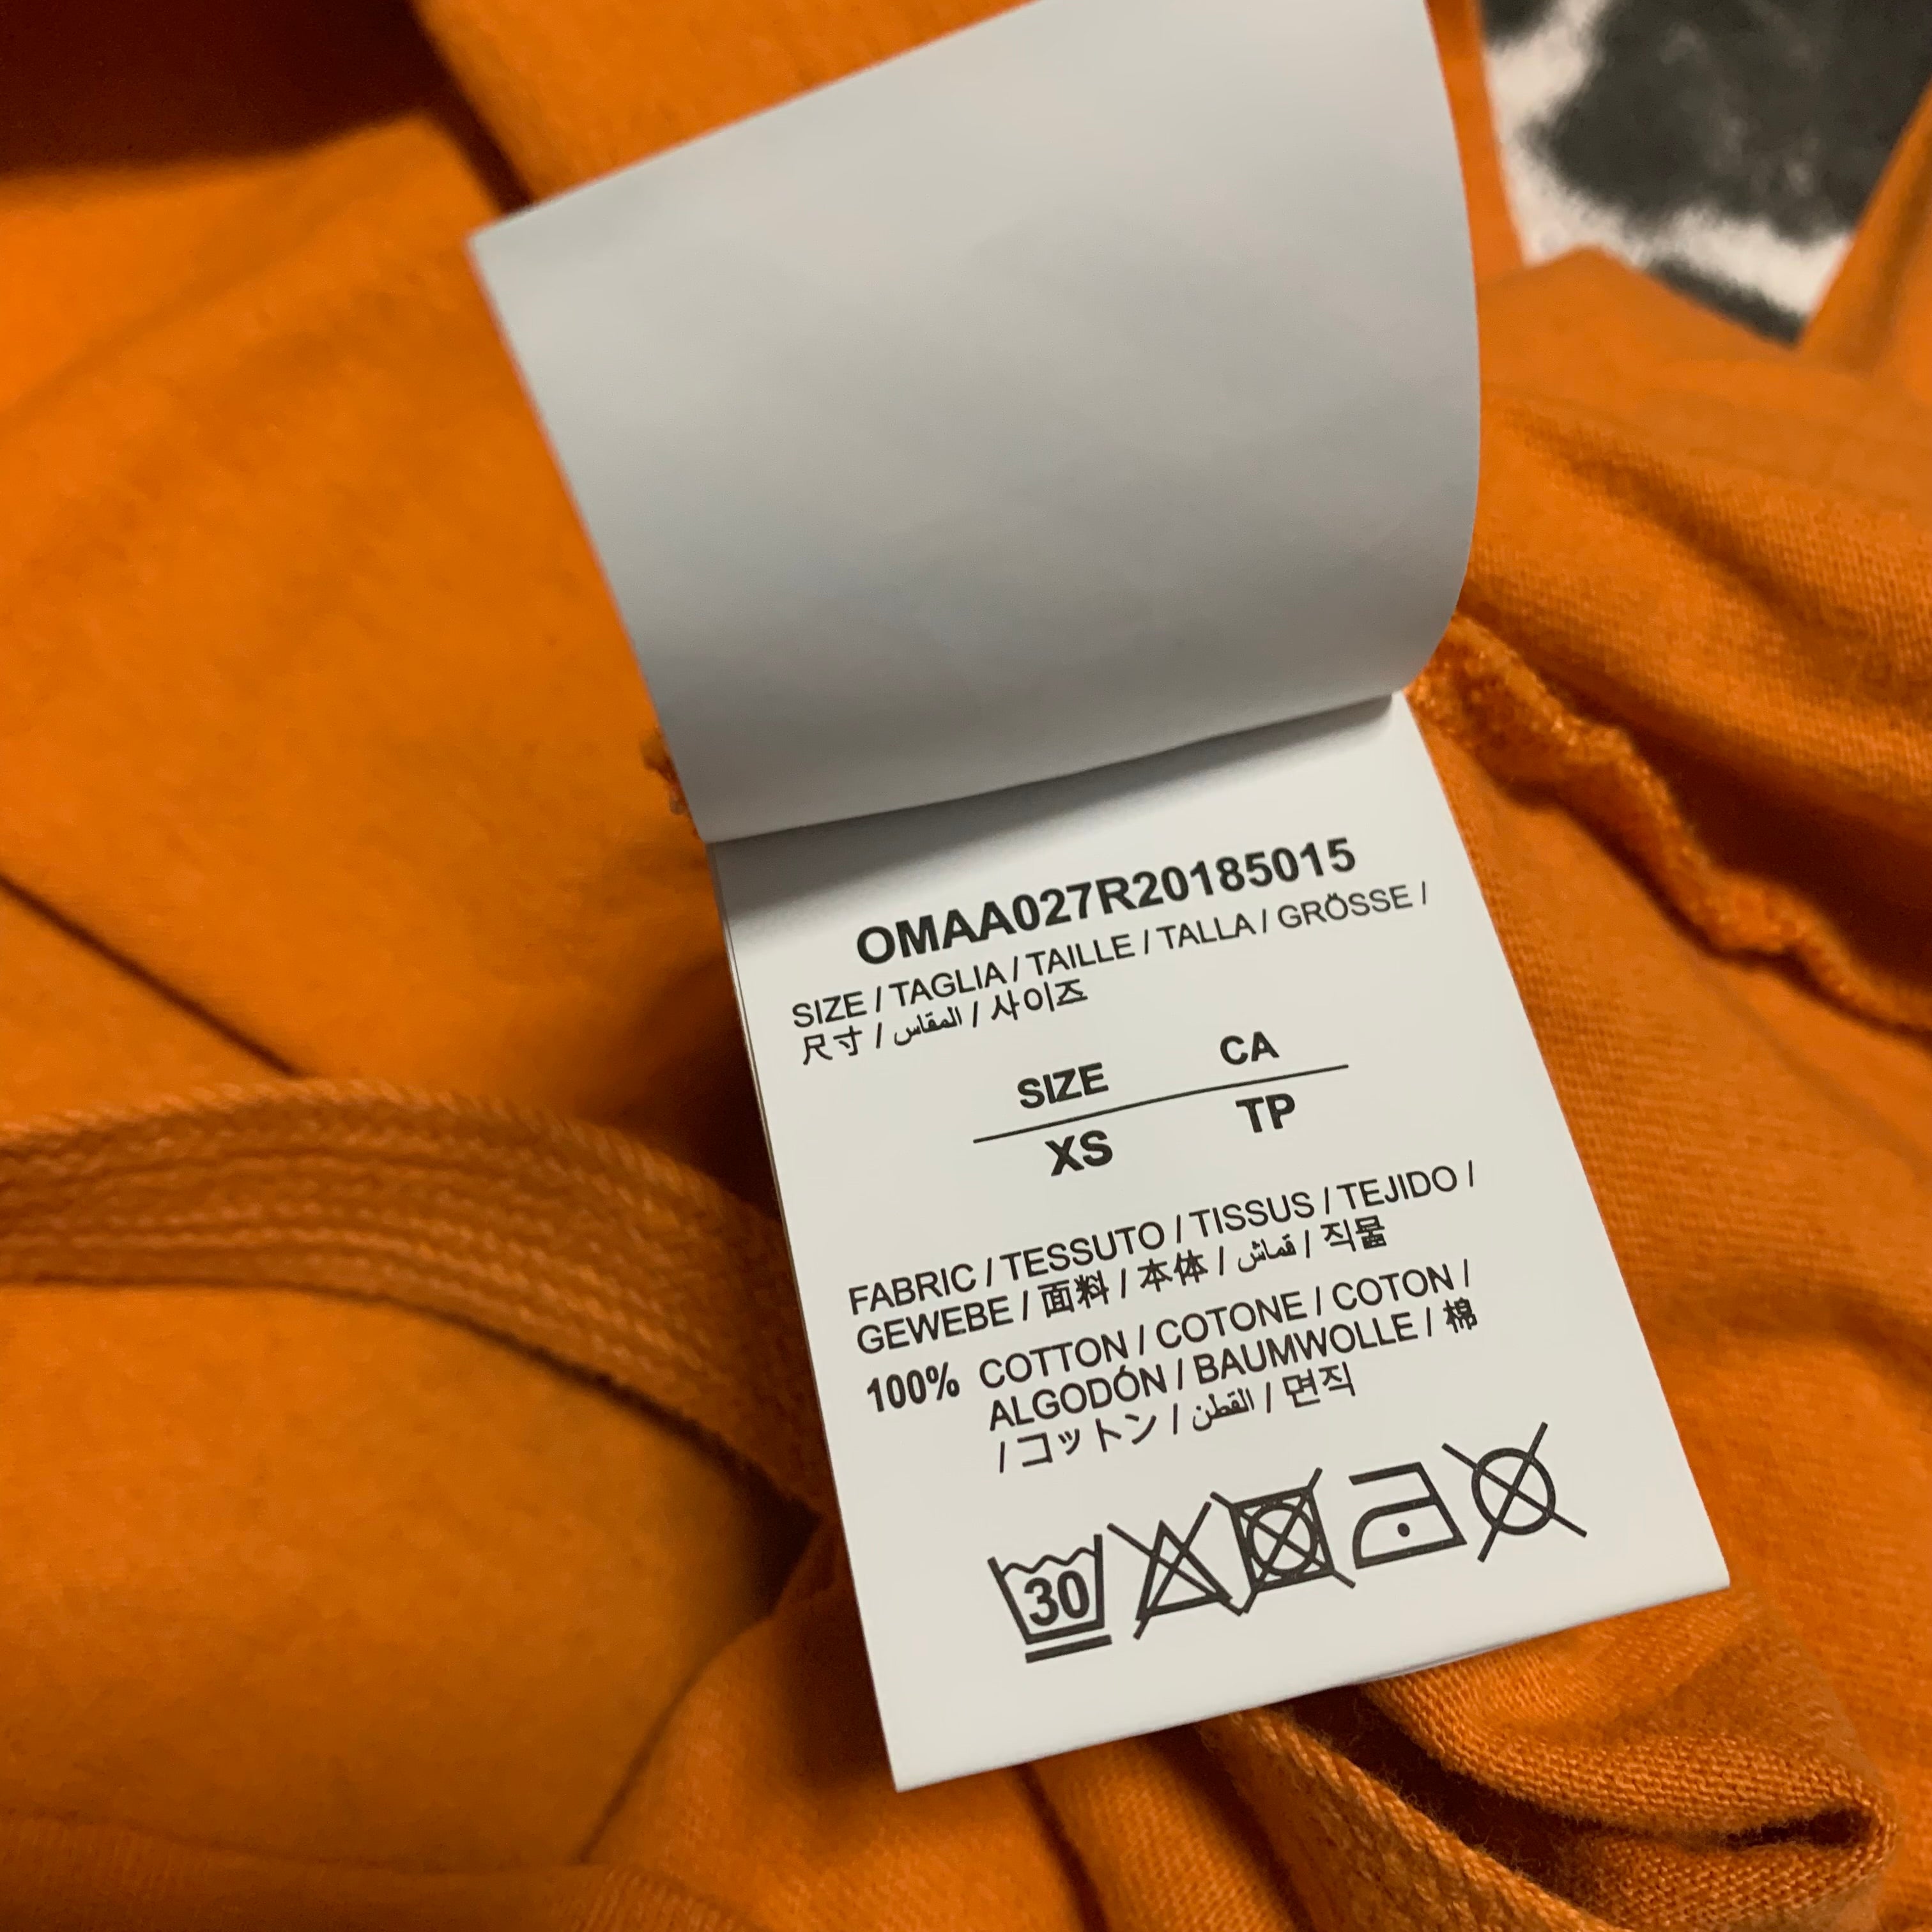 OMAA027R20185015
SIZE / TAGLIA / TAILLE / TALLA / GRÖSSE /
尺寸 / المقاس / 사이즈
SIZE CA
XS TP
FABRIC / TESSUTO / TISSUS / TEJIDO /
GEWEBE / 面料 / 本体 / قماش / 직물
100% COTTON / COTONE / COTON /
ALGODÓN / BAUMWOLLE / 棉
/ コットン / القطن / 면직
30